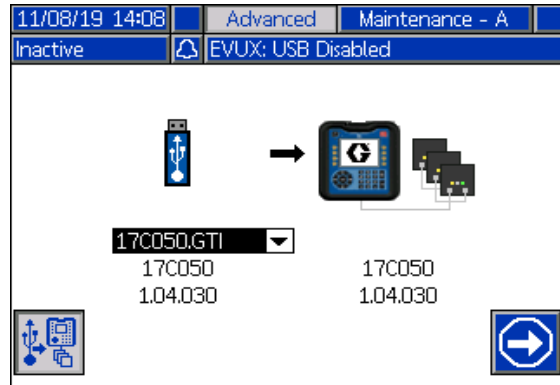 11/08/19 14:08 Advanced Maintenance - A
Inactive EVUX: USB Disabled
G
17C050.GTI
17C050 17C050
1.04.030 1.04.030